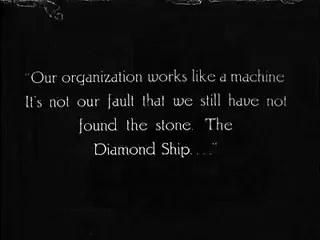 "Our organization works like a machine
It's not our fault that we still have not
found the stone. The
Diamond Ship...."